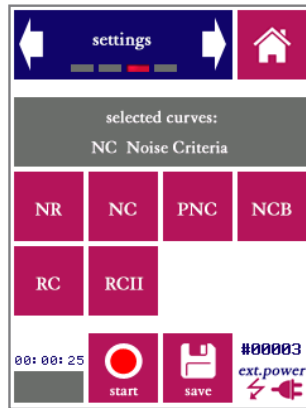 settings
selected curves:
NC Noise Criteria
NR NC PNC NCB
RC RCII
00:00:25
#00003
ext.power
start save